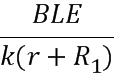 BLE
k(r + R₁)